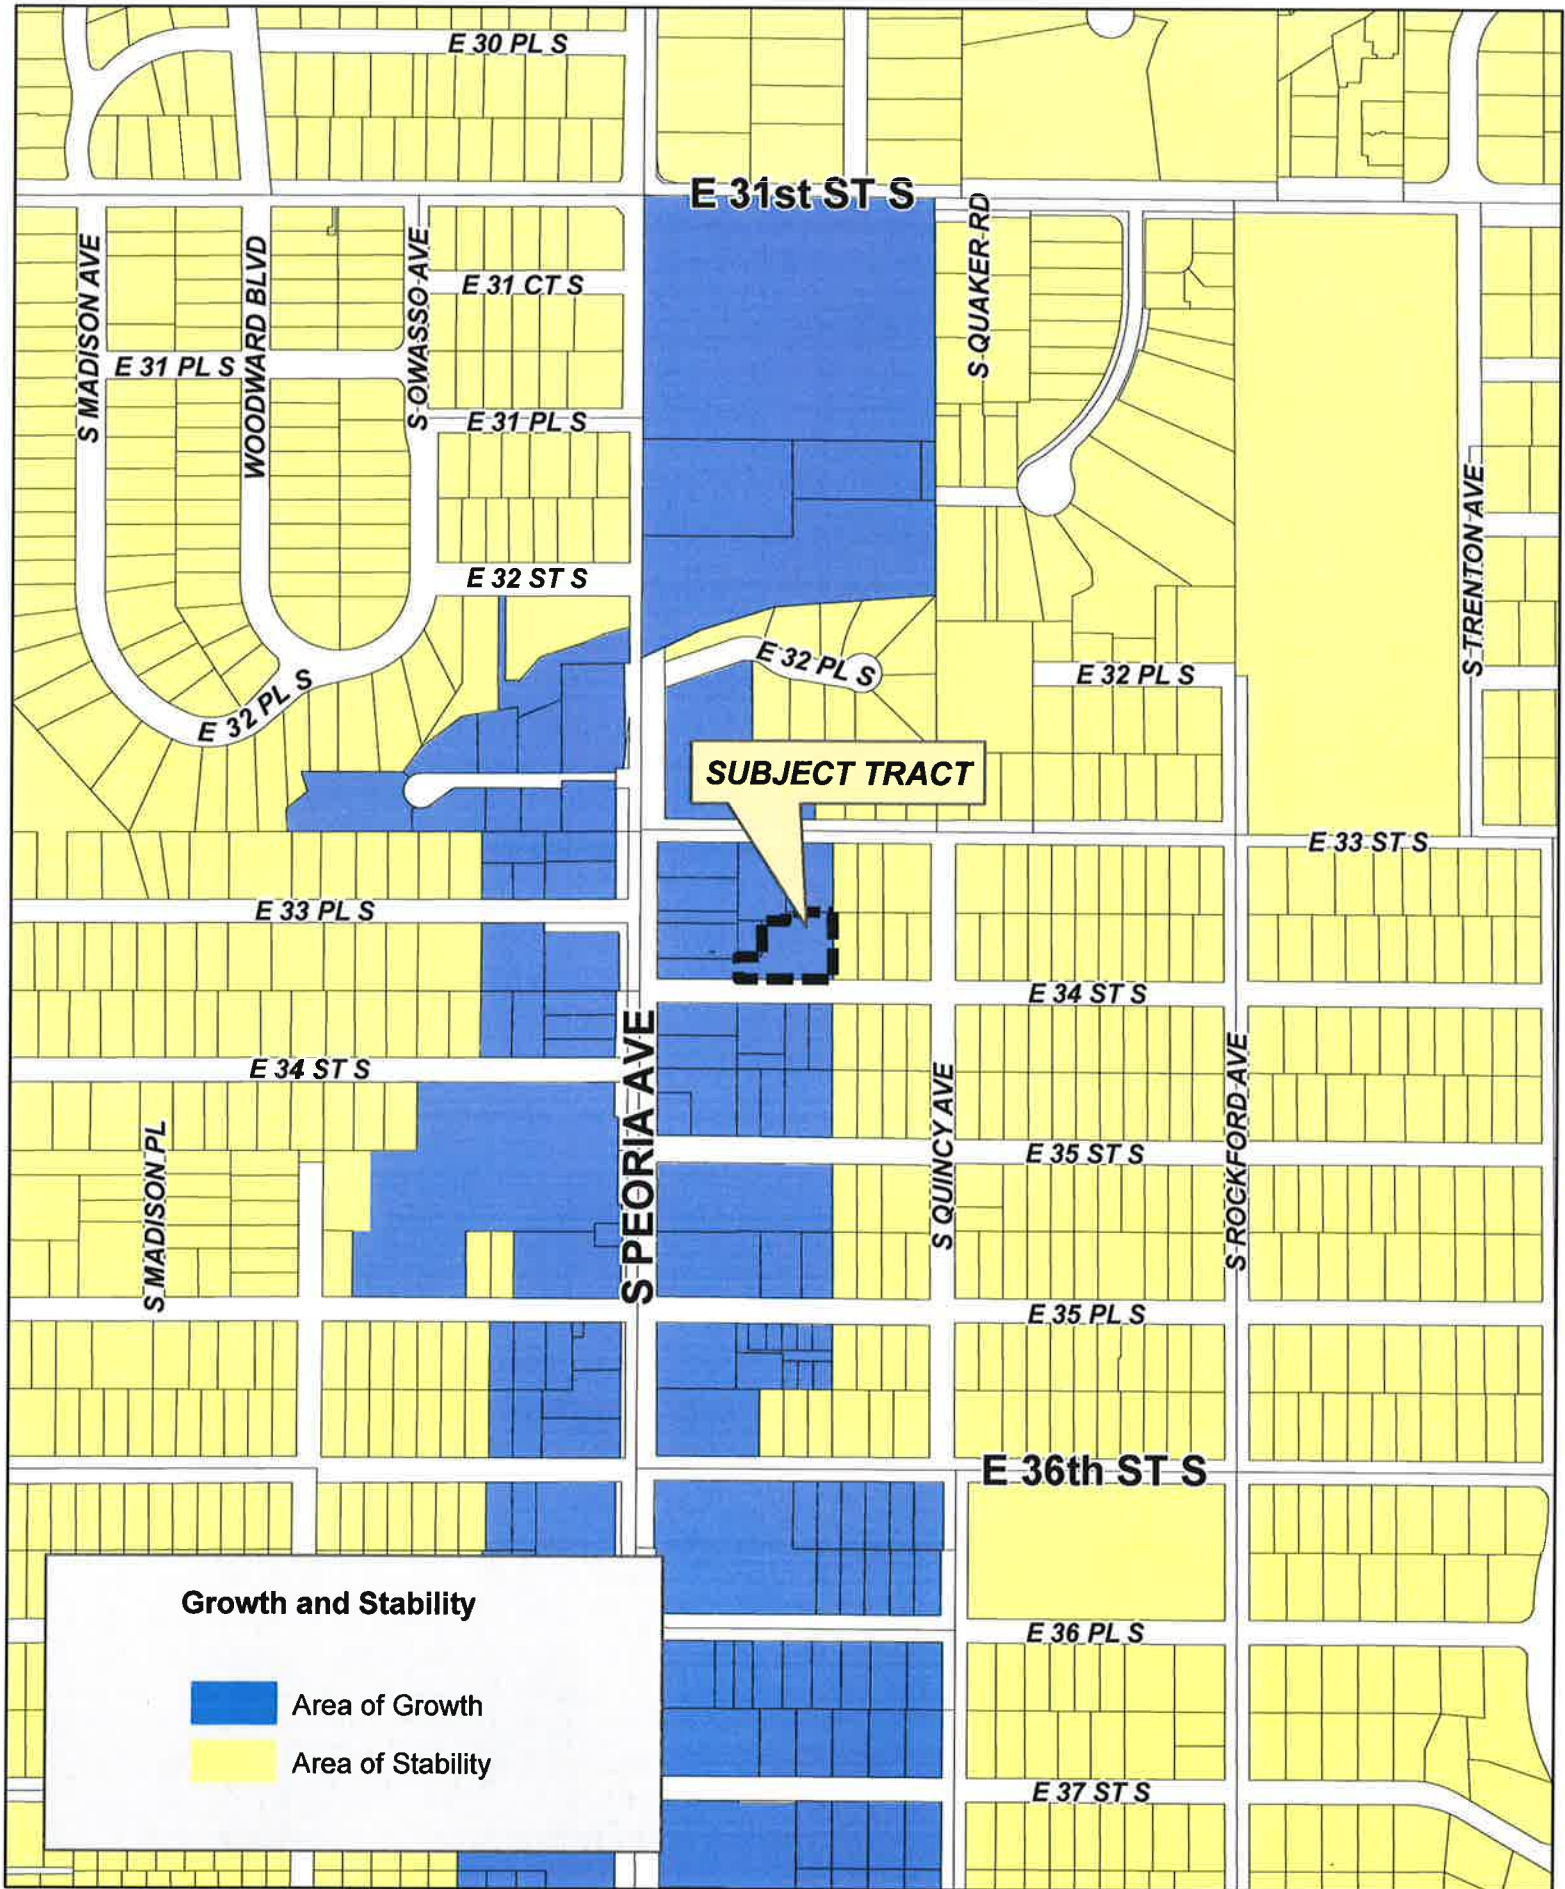 E 30 PL S
E 31st ST S
S MADISON AVE
WOODWARD BLVD
S OWASSO AVE
S QUAKER RD
E 31 CT S
E 31 PL S
E 31 PL S
S TRENTON AVE
E 32 ST S
E 32 PL S
E 32 PL S
E 32 PL S
SUBJECT TRACT
E 33 ST S
E 33 PL S
E 34 ST S
E 34 ST S
S PEORIA AVE
S QUINCY AVE
S ROCKFORD AVE
S MADISON PL
E 35 ST S
E 35 PL S
E 36th ST S
Growth and Stability
Area of Growth
Area of Stability
E 36 PL S
E 37 ST S